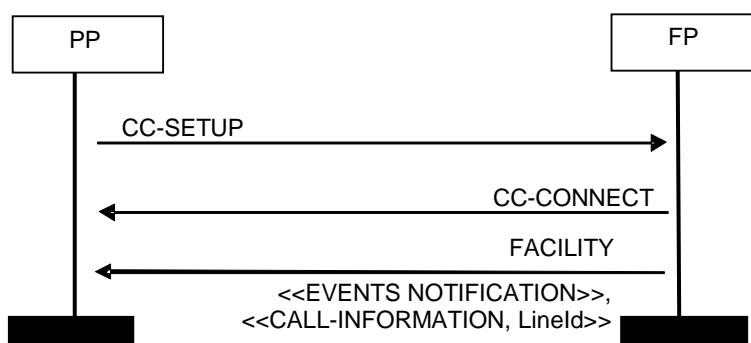 PP
FP
CC-SETUP
CC-CONNECT
FACILITY
<<EVENTS NOTIFICATION>>,
<<CALL-INFORMATION, LineId>>